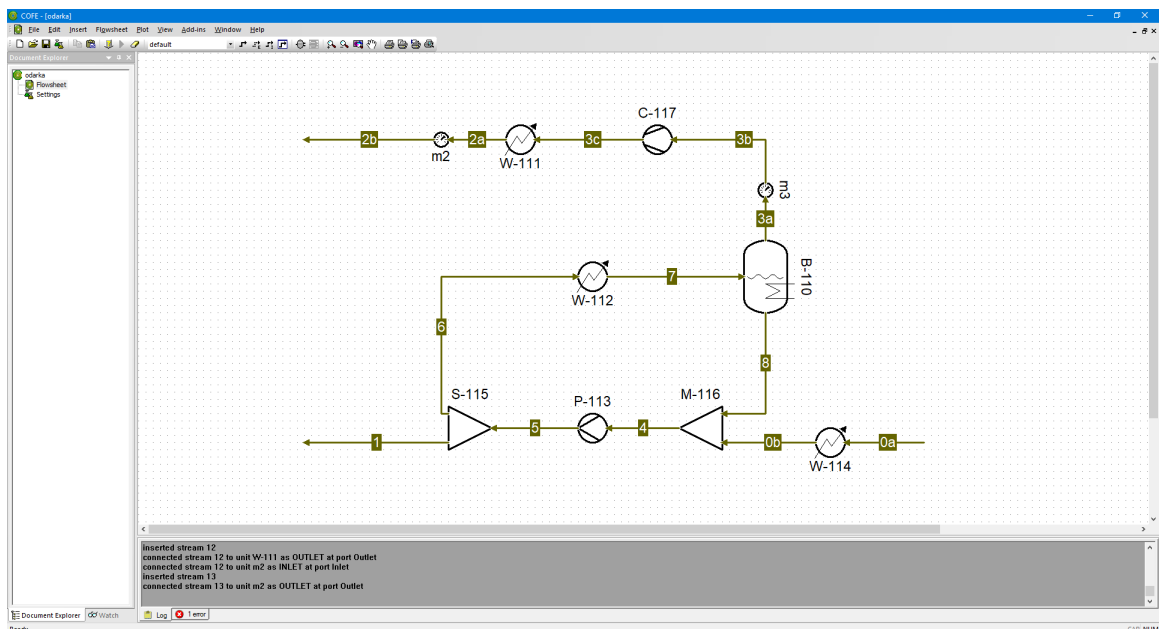 COFE - [odarka]
File Edit Insert Flowsheet Plot View Add-ins Window Help
default
Document Explorer
odarka
Flowsheet
Settings
C-117
2b
2a
3c
3b
m2
W-111
m3
3a
B-110
7
W-112
6
8
S-115
P-113
M-116
5
4
1
0b
0a
W-114
inserted stream 12
connected stream 12 to unit W-111 as OUTLET at port Outlet
connected stream 12 to unit m2 as INLET at port Inlet
inserted stream 13
connected stream 13 to unit m2 as OUTLET at port Outlet
Document Explorer Watch
Log 1 error
Ready
CAP NUM